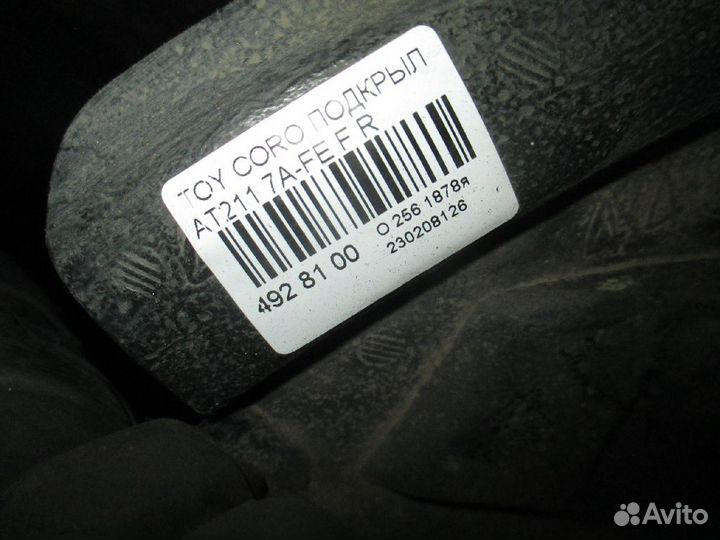 TOY CORO ПОДКРЫЛ
AT211 7A-FE F R
492 81 00
O 256 1878я
230208126
Avito